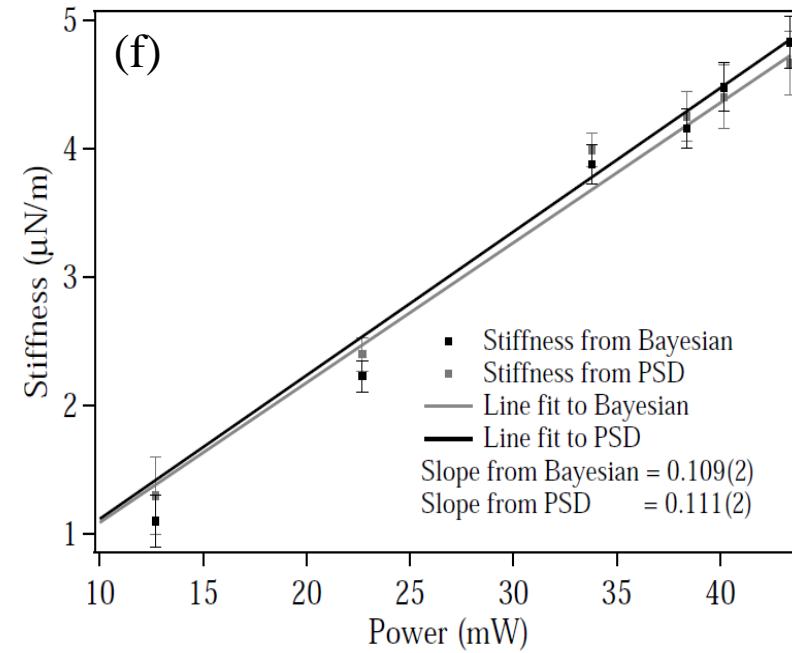 (f)
5
4
3
2
1
Stiffness (μN/m)
Stiffness from Bayesian
Stiffness from PSD
Line fit to Bayesian
Line fit to PSD
Slope from Bayesian = 0.109(2)
Slope from PSD = 0.111(2)
10 15 20 25 30 35 40
Power (mW)